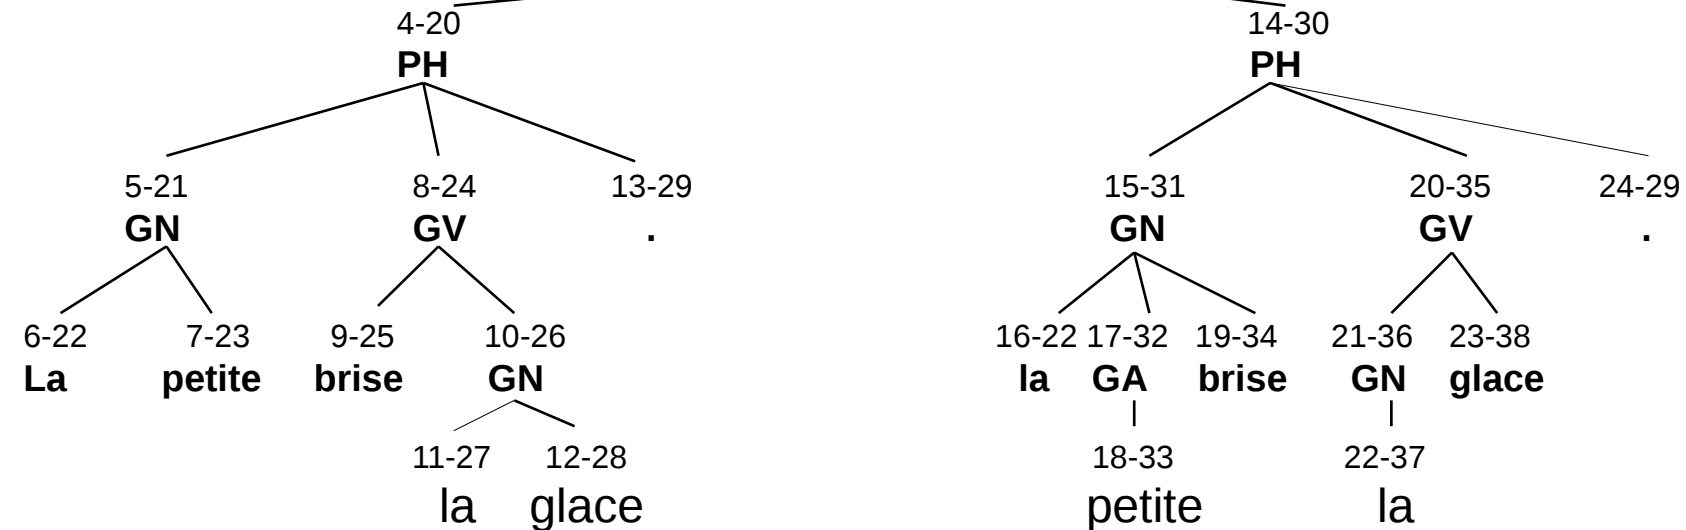 4-20 14-30
PH PH
5-21 8-24 13-29 15-31 20-35 24-29
GN GV . GN GV .
6-22 7-23 9-25 10-26 16-22 17-32 19-34 21-36 23-38
La petite brise GN la GA brise GN glace
11-27 12-28 18-33 22-37
la glace petite la